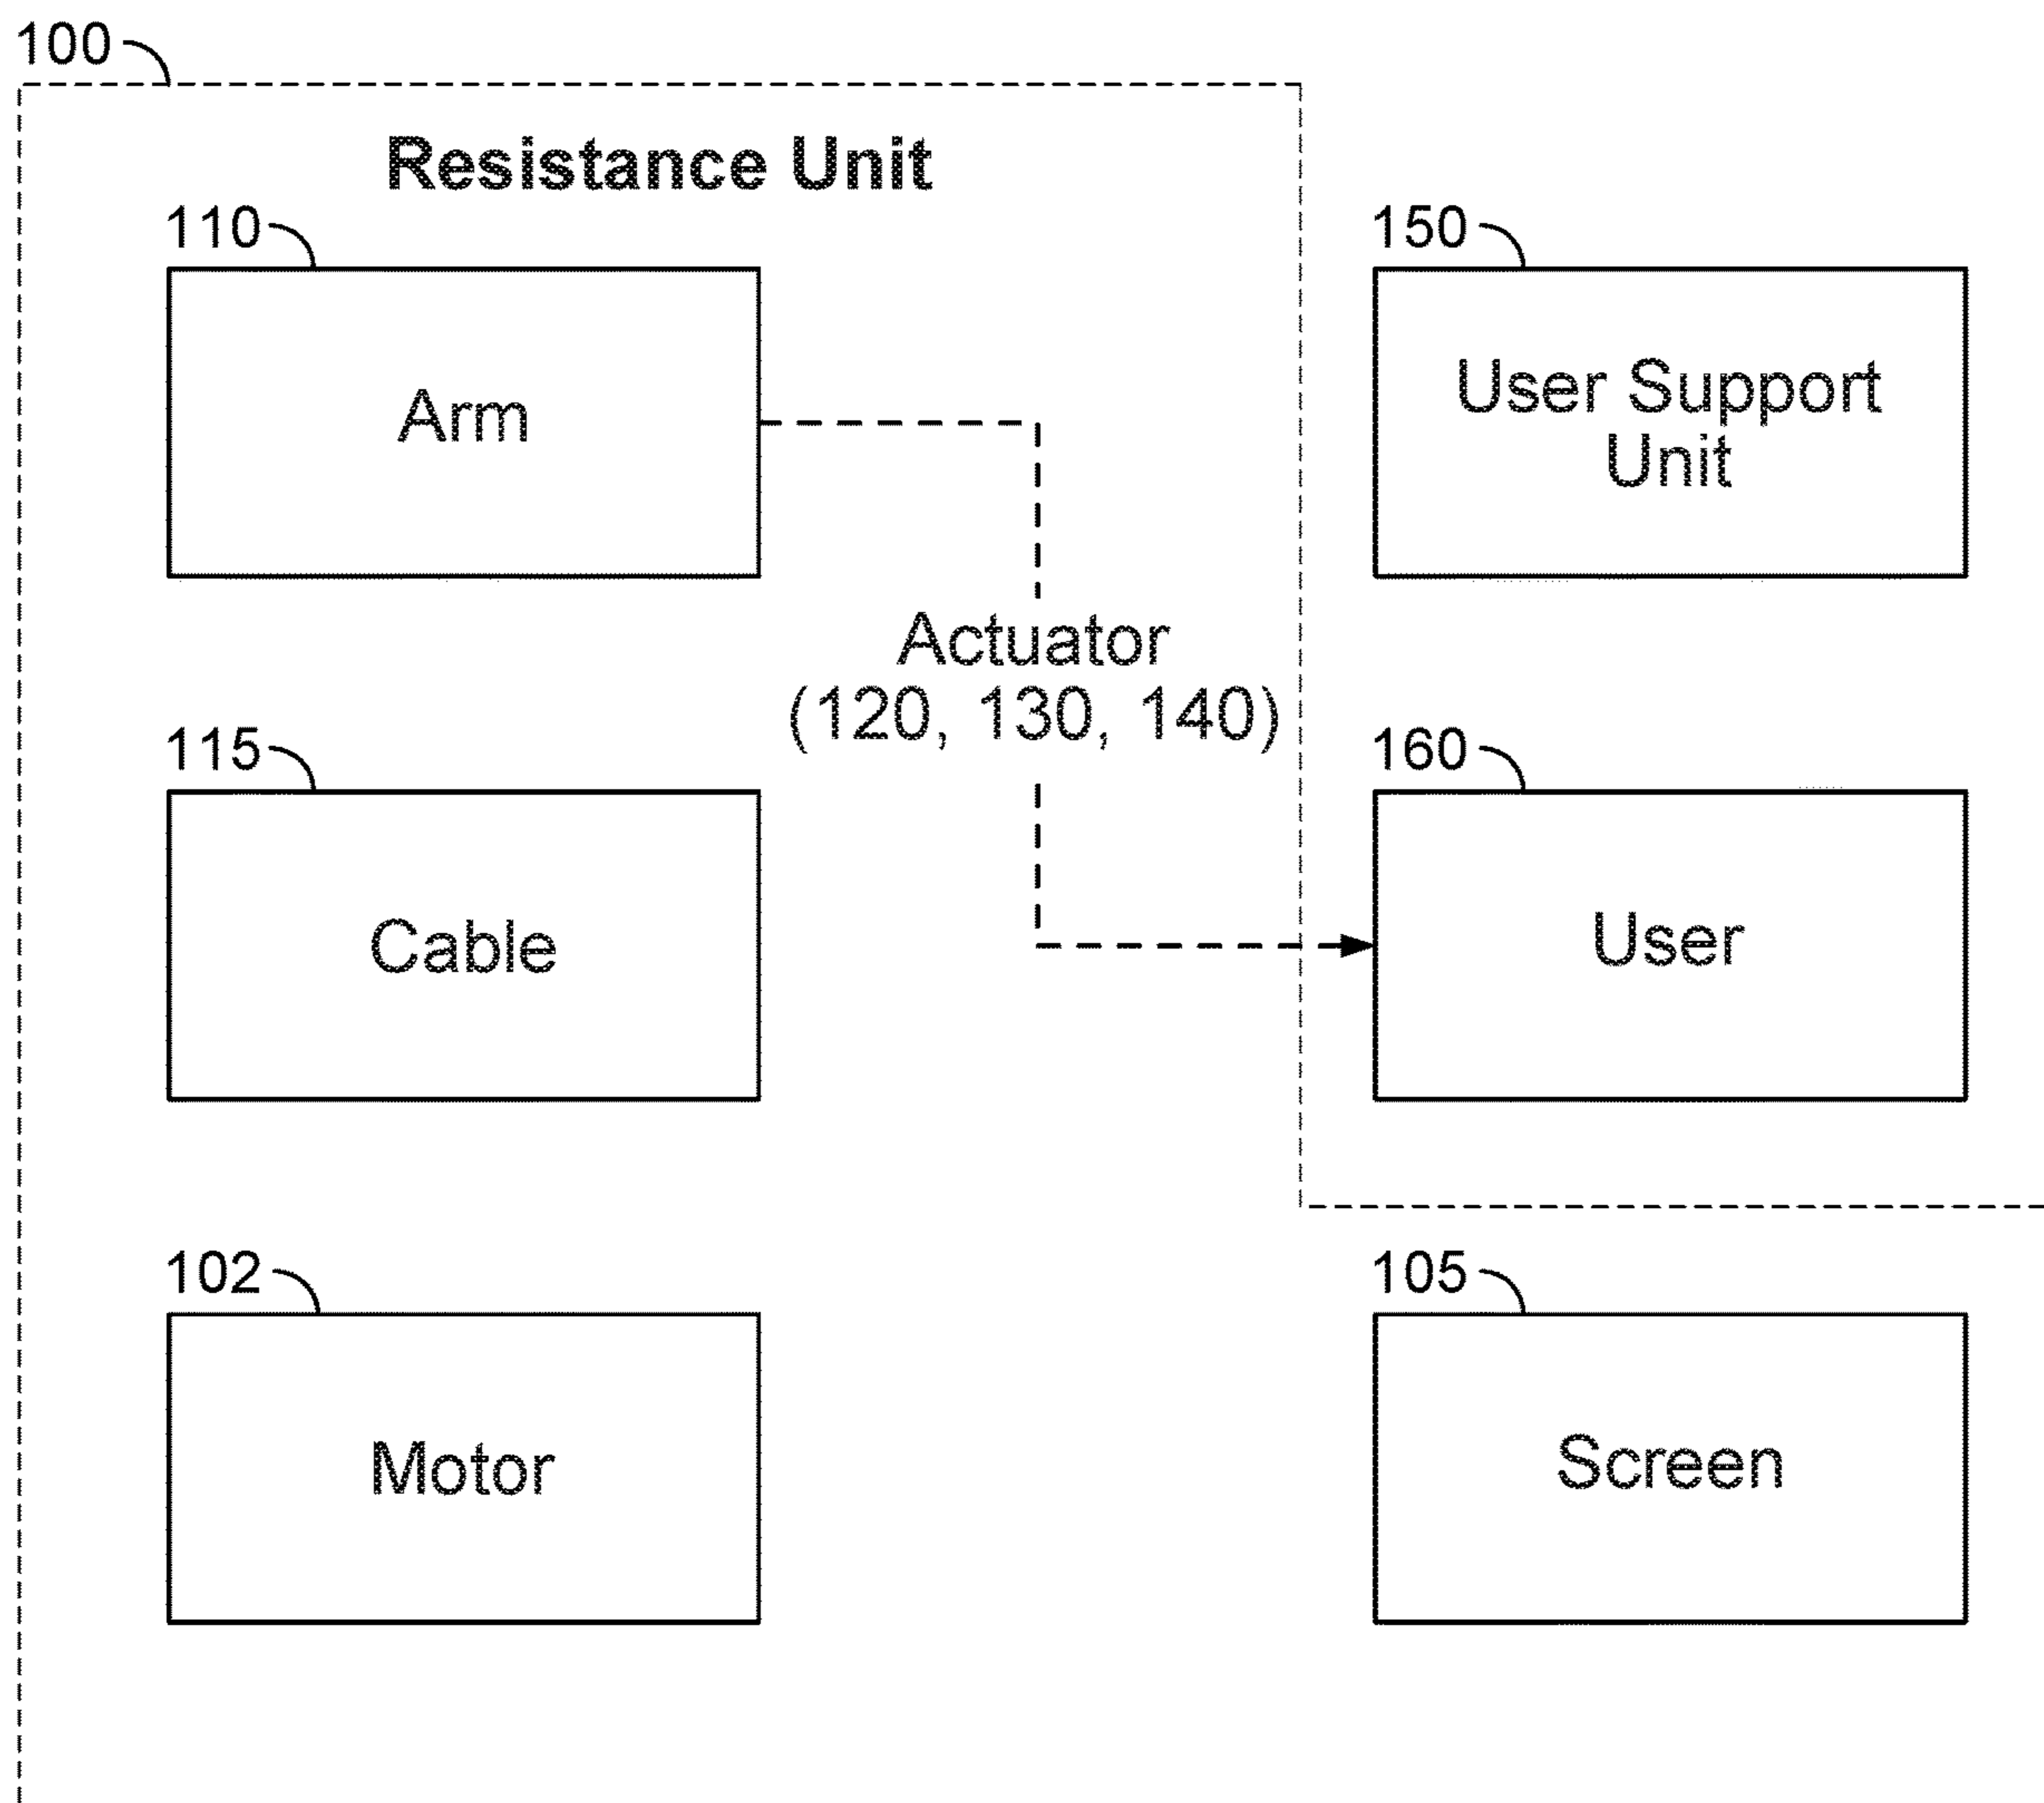 100
Resistance Unit
110
Arm
150
User Support
Unit
Actuator
(120, 130, 140)
115
Cable
160
User
102
Motor
105
Screen